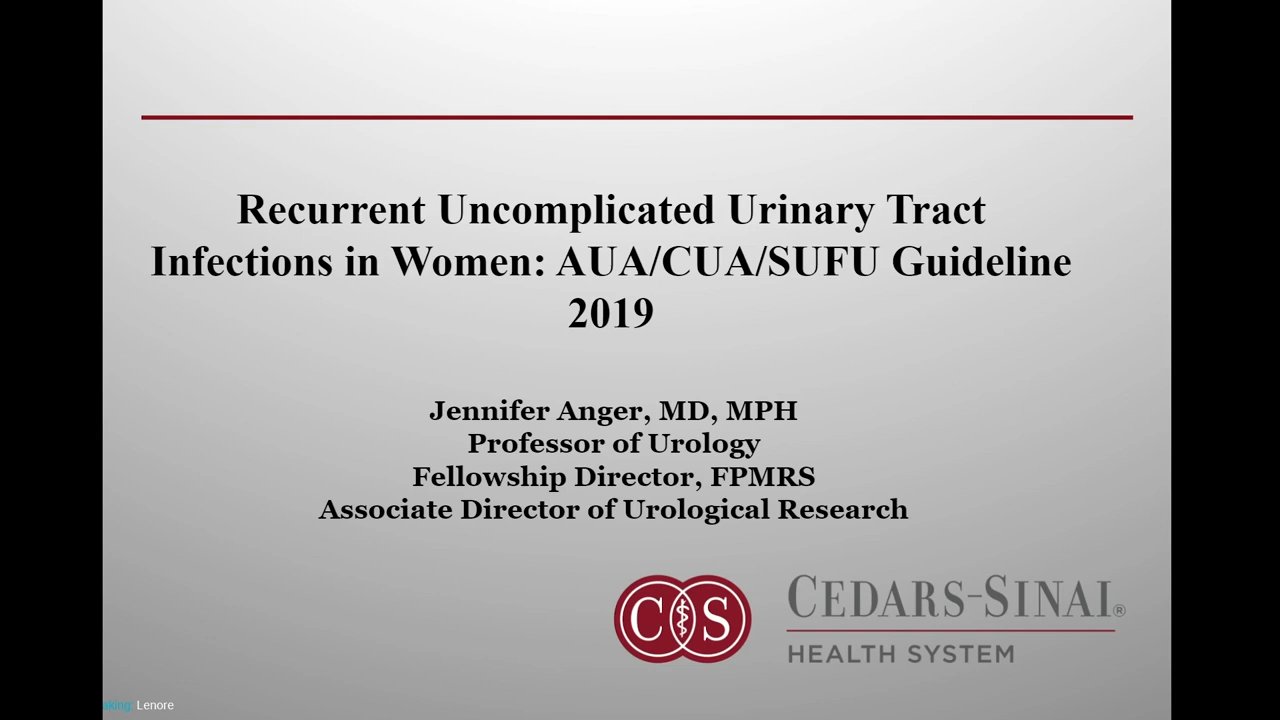 Recurrent Uncomplicated Urinary Tract
Infections in Women: AUA/CUA/SUFU Guideline
2019
Jennifer Anger, MD, MPH
Professor of Urology
Fellowship Director, FPMRS
Associate Director of Urological Research
CS
CEDARS-SINAI®
HEALTH SYSTEM
aking: Lenore